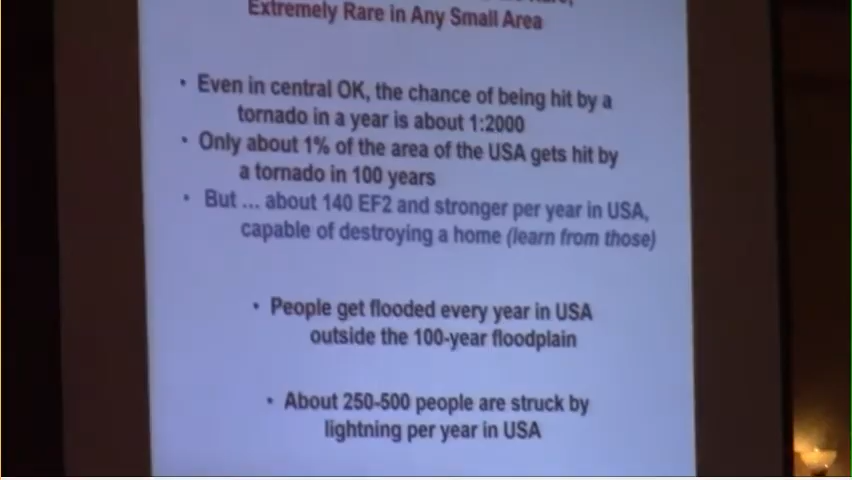 Extremely Rare in Any Small Area
• Even in central OK, the chance of being hit by a
tornado in a year is about 1:2000
• Only about 1% of the area of the USA gets hit by
a tornado in 100 years
• But ... about 140 EF2 and stronger per year in USA,
capable of destroying a home (learn from those)
• People get flooded every year in USA
outside the 100-year floodplain
• About 250-500 people are struck by
lightning per year in USA